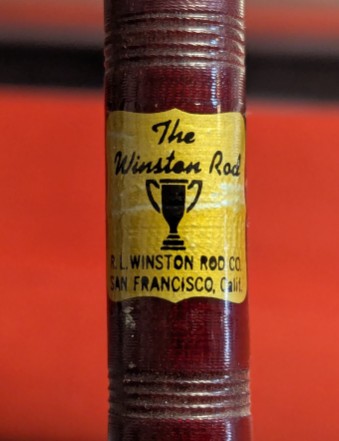 The
Winston Rod
R. L. WINSTON ROD CO.
SAN FRANCISCO, Calif.